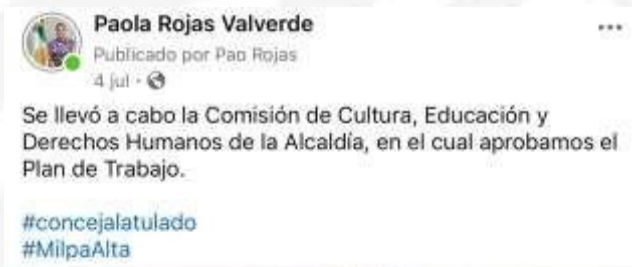 Paola Rojas Valverde
Publicado por Pao Rojas
4 jul ·
Se llevó a cabo la Comisión de Cultura, Educación y
Derechos Humanos de la Alcaldía, en el cual aprobamos el
Plan de Trabajo.
#concejalatulado
#MilpaAlta